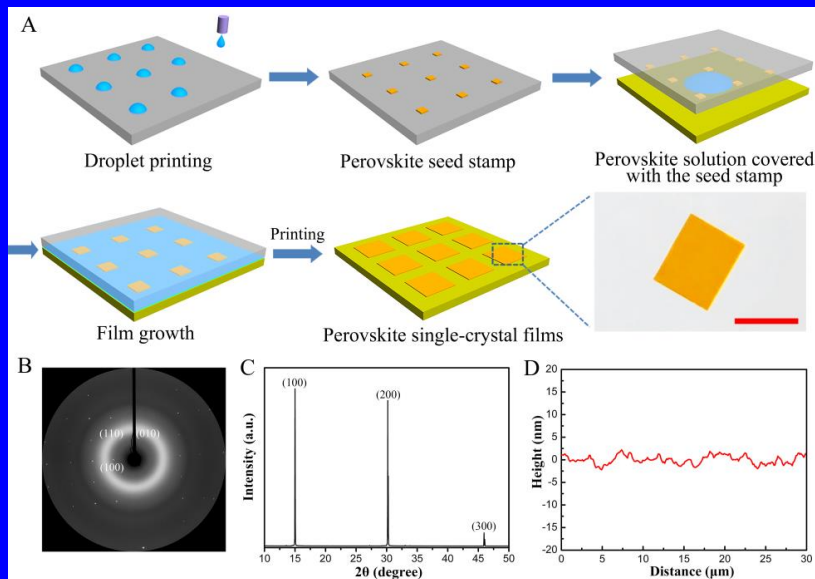 A
Droplet printing
Perovskite seed stamp
Perovskite solution covered
with the seed stamp
Printing
Film growth
Perovskite single-crystal films
B
(110)
(010)
(100)
C
(100)
(200)
(300)
Intensity (a.u.)
10 15 20 25 30 35 40 45 50
2θ (degree)
D
20
15
10
5
0
-5
-10
-15
-20
Height (nm)
0 5 10 15 20 25 30
Distance (μm)